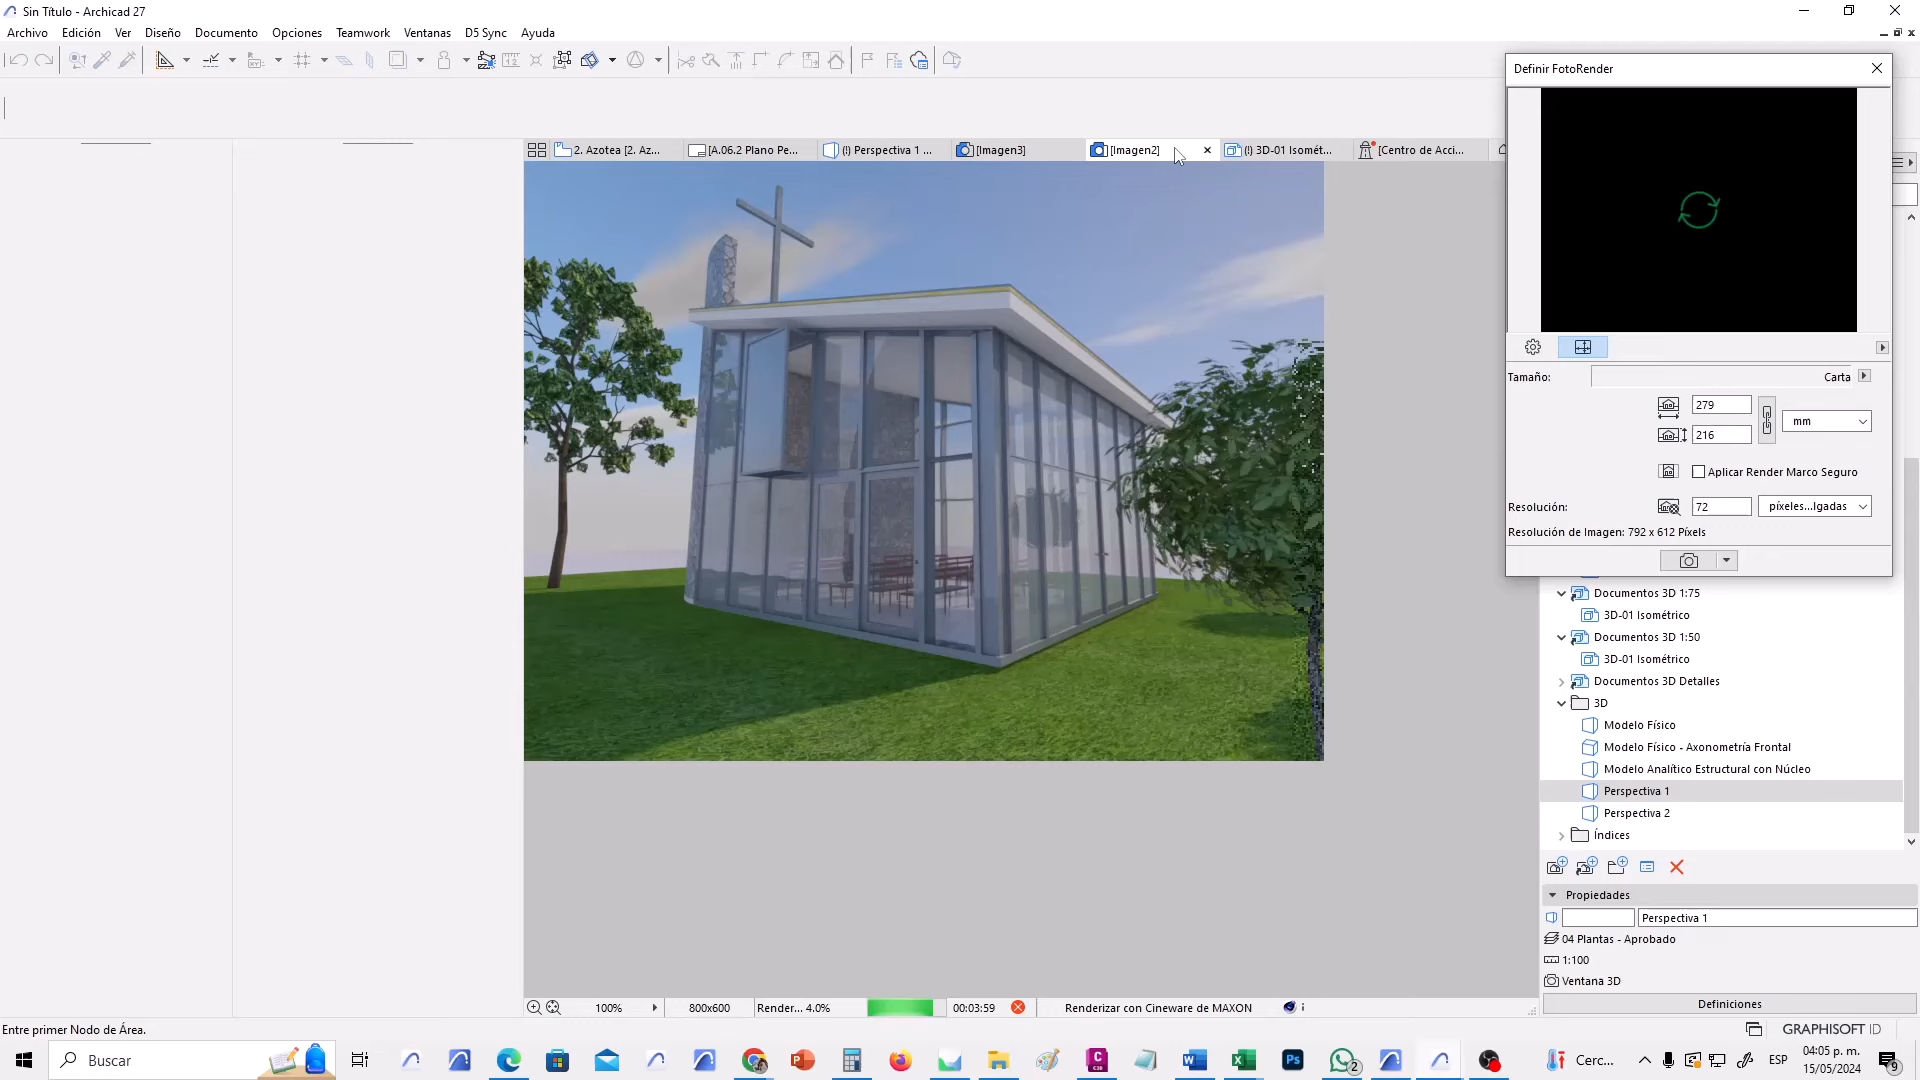 Sin Título - Archicad 27
Archivo Edición Ver Diseño Documento Opciones Teamwork Ventanas D5 Sync Ayuda
Definir FotoRender
2. Azotea [2. Az... [A.06.2 Plano Pe... (!) Perspectiva 1 ... [Imagen3] [Imagen2] (!) 3D-01 Isomét... [Centro de Acci...
Tamaño: Carta
279
mm
216
Aplicar Render Marco Seguro
Resolución: 72 píxeles...lgadas
Resolución de Imagen: 792 x 612 Píxels
Documentos 3D 1:75
3D-01 Isométrico
Documentos 3D 1:50
3D-01 Isométrico
Documentos 3D Detalles
3D
Modelo Físico
Modelo Físico - Axonometría Frontal
Modelo Analítico Estructural con Núcleo
Perspectiva 1
Perspectiva 2
Índices
Propiedades
Perspectiva 1
04 Plantas - Aprobado
1:100
Ventana 3D
Definiciones
100% 800x600 Render... 4.0% 00:03:59 Renderizar con Cineware de MAXON i
Entre primer Nodo de Área.
GRAPHISOFT ID
Buscar
2
Cerc...
ESP
04:05 p. m.
15/05/2024
9